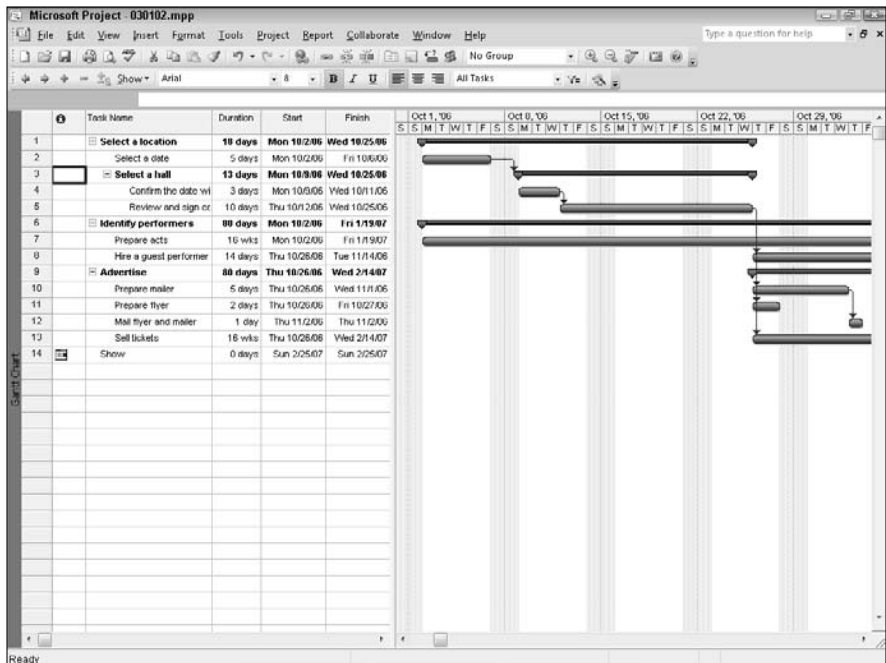 Microsoft Project - 030102.mpp
File Edit View Insert Format Tools Project Report Collaborate Window Help Type a question for help
No Group
Show Arial 8 B I U All Tasks
Task Name Duration Start Finish Oct 1, '06 Oct 8, '06 Oct 15, '06 Oct 22, '06 Oct 29, '06
S S M T W T F S S M T W T F S S M T W T F S S M T W T F S S M T W T F
1 Select a location 18 days Mon 10/2/06 Wed 10/25/06
2 Select a date 5 days Mon 10/2/06 Fri 10/6/06
3 Select a hall 13 days Mon 10/9/06 Wed 10/25/06
4 Confirm the date wi 3 days Mon 10/9/06 Wed 10/11/06
5 Review and sign cc 10 days Thu 10/12/06 Wed 10/25/06
6 Identify performers 80 days Mon 10/2/06 Fri 1/19/07
7 Prepare acts 16 wks Mon 10/2/06 Fri 1/19/07
8 Hire a guest performer 14 days Thu 10/26/06 Tue 11/14/06
9 Advertise 80 days Thu 10/26/06 Wed 2/14/07
10 Prepare mailer 5 days Thu 10/26/06 Wed 11/1/06
11 Prepare flyer 2 days Thu 10/26/06 Fri 10/27/06
12 Mail flyer and mailer 1 day Thu 11/2/06 Thu 11/2/06
13 Sell tickets 16 wks Thu 10/26/06 Wed 2/14/07
14 Show 0 days Sun 2/25/07 Sun 2/25/07
Gantt Chart
Ready